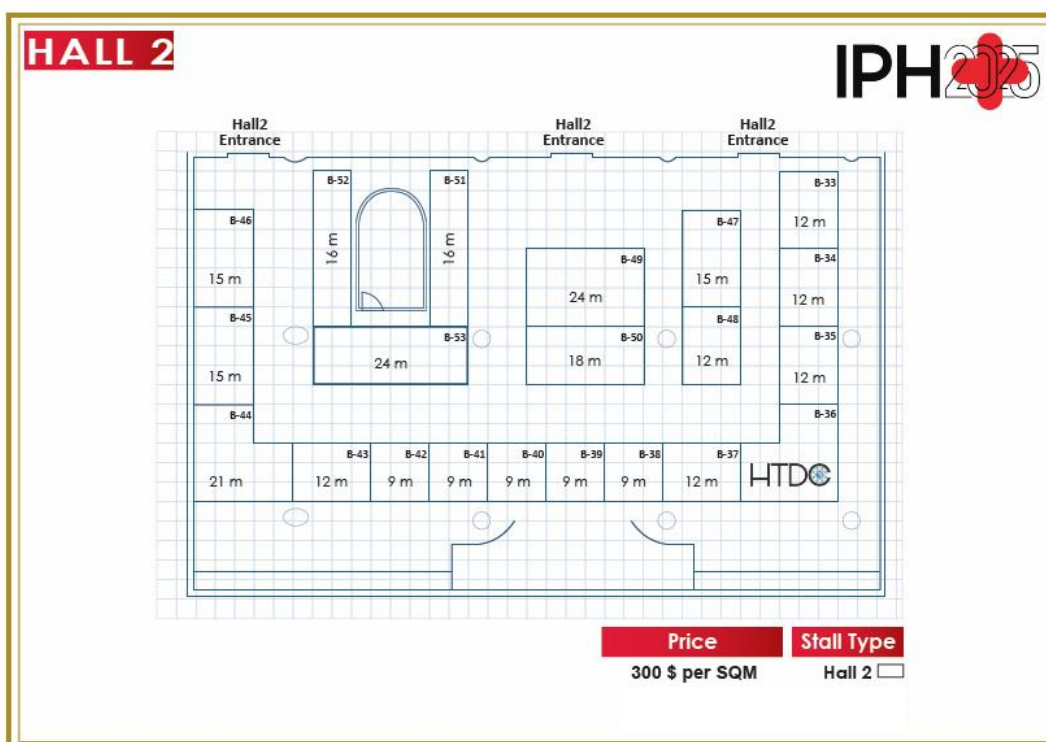 HALL 2
IPH2025
Hall2
Entrance
Hall2
Entrance
Hall2
Entrance
B-52
B-51
B-33
B-46
B-47
12 m
16 m
16 m
B-49
B-34
15 m
24 m
15 m
12 m
B-45
B-53
B-50
B-48
B-35
24 m
18 m
12 m
15 m
12 m
B-44
B-36
B-43
B-42
B-41
B-40
B-39
B-38
B-37
HTDC
21 m
12 m
9 m
9 m
9 m
9 m
9 m
12 m
Price
Stall Type
300 $ per SQM
Hall 2